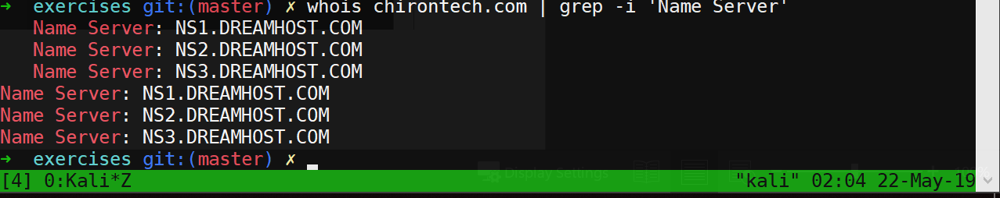 ➜  exercises git:(master) ✗ whois chirontech.com | grep -i 'Name Server'
   Name Server: NS1.DREAMHOST.COM
   Name Server: NS2.DREAMHOST.COM
   Name Server: NS3.DREAMHOST.COM
Name Server: NS1.DREAMHOST.COM
Name Server: NS2.DREAMHOST.COM
Name Server: NS3.DREAMHOST.COM
➜  exercises git:(master) ✗
Display Settings
[4] 0:Kali*Z "kali" 02:04 22-May-19